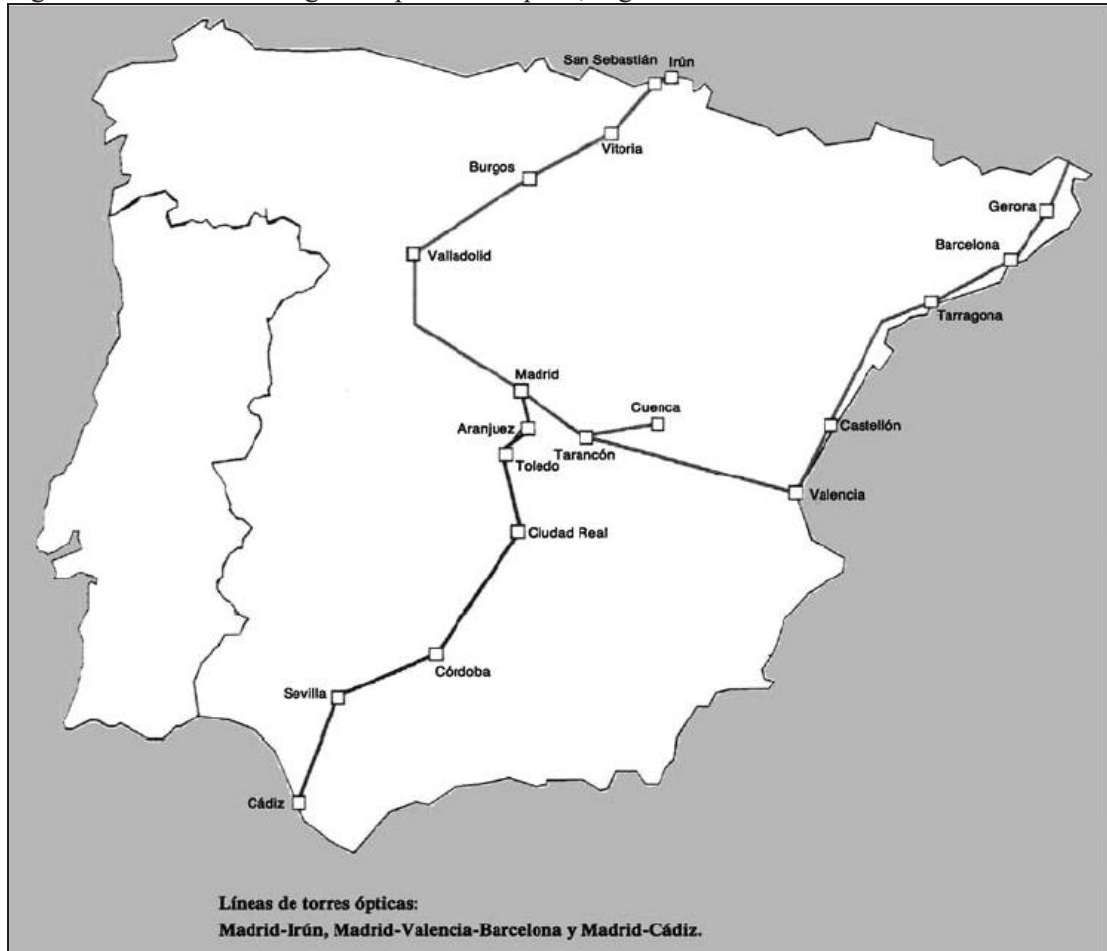 San Sebastián
Irún
Vitoria
Burgos
Gerona
Barcelona
Valladolid
Tarragona
Madrid
Cuenca
Aranjuez
Castellón
Tarancón
Toledo
Valencia
Ciudad Real
Córdoba
Sevilla
Cádiz
Líneas de torres ópticas:
Madrid-Irún, Madrid-Valencia-Barcelona y Madrid-Cádiz.